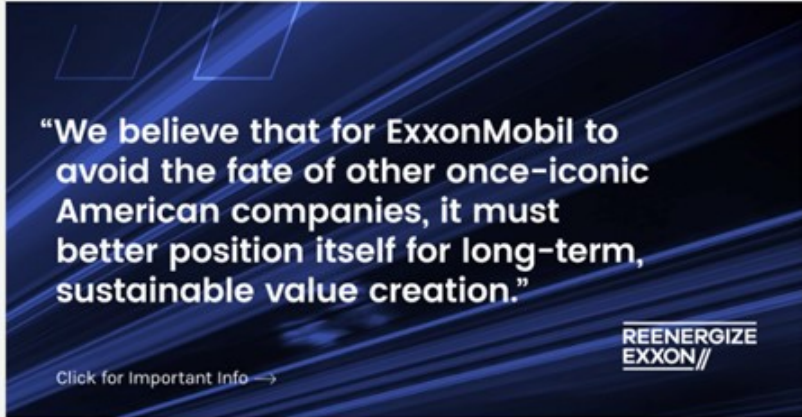 “We believe that for ExxonMobil to
avoid the fate of other once-iconic
American companies, it must
better position itself for long-term,
sustainable value creation.”
REENERGIZE
EXXON//
Click for Important Info →